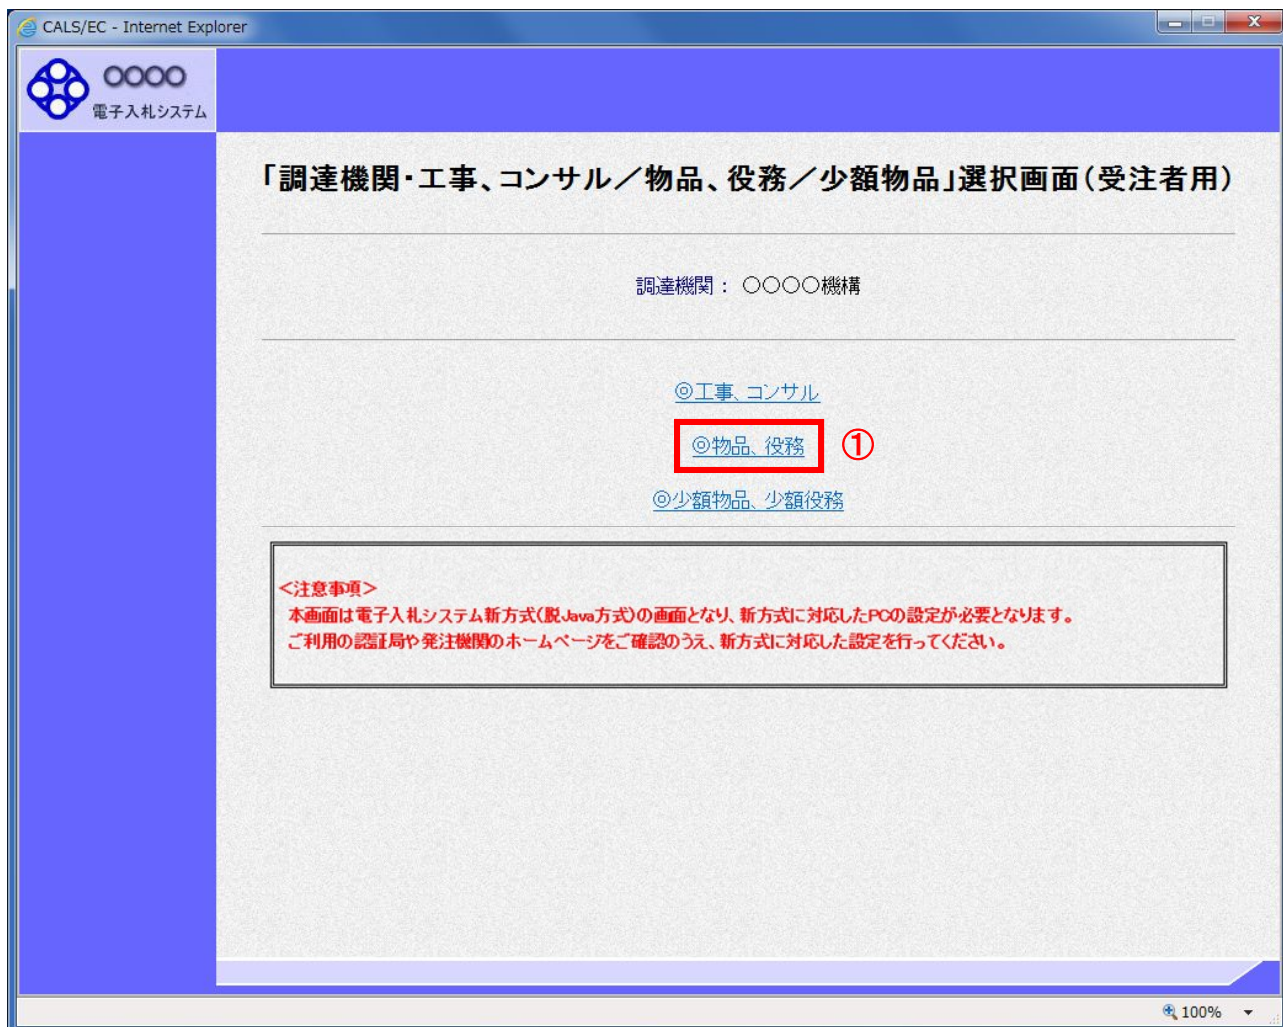 CALS/EC - Internet Explorer
○○○○
電子入札システム
「調達機関・工事、コンサル／物品、役務／少額物品」選択画面（受注者用）
調達機関： ○○○○機構
◎工事、コンサル
◎物品、役務 ①
◎少額物品、少額役務
＜注意事項＞
本画面は電子入札システム新方式(脱Java方式)の画面となり、新方式に対応したPCの設定が必要となります。
ご利用の認証局や発注機関のホームページをご確認のうえ、新方式に対応した設定を行ってください。
100%